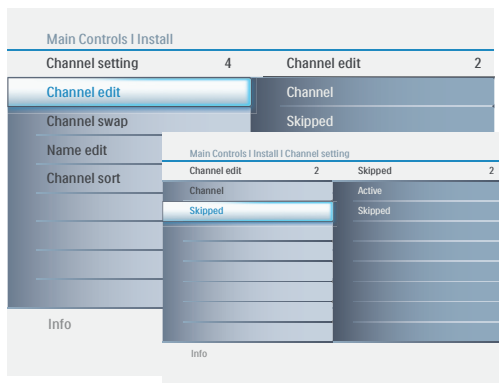 Main Controls I Install
Channel setting 4 Channel edit 2
Channel edit Channel
Channel swap Skipped
Name edit
Channel sort
Info
Main Controls I Install I Channel setting
Channel edit 2 Skipped 2
Channel Active
Skipped Skipped
Info